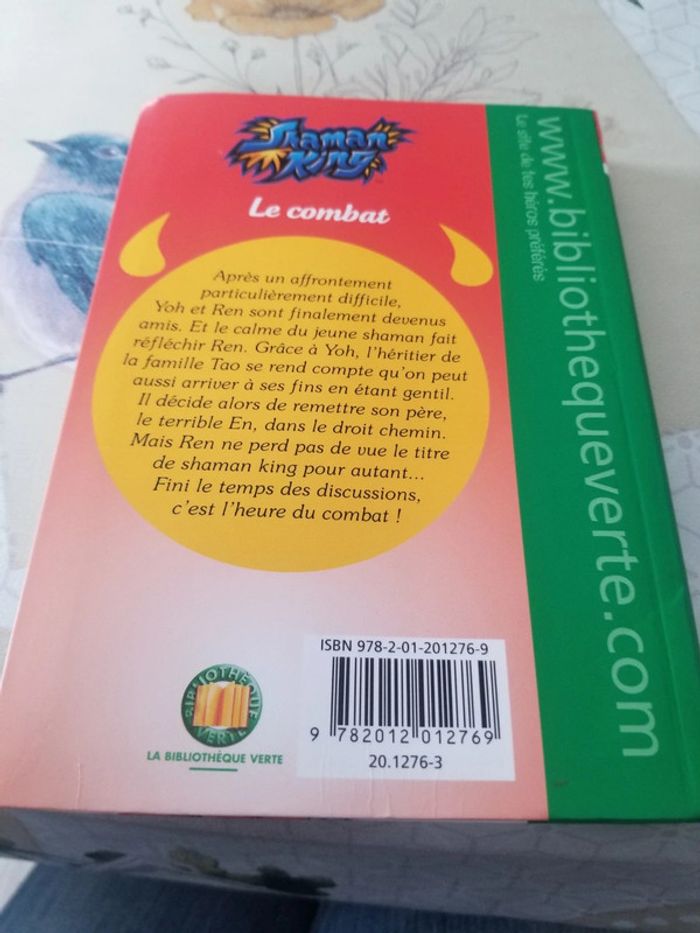 Shaman
King
Le combat
Après un affrontement
particulièrement difficile,
Yoh et Ren sont finalement devenus
amis. Et le calme du jeune shaman fait
réfléchir Ren. Grâce à Yoh, l'héritier de
la famille Tao se rend compte qu'on peut
aussi arriver à ses fins en étant gentil.
Il décide alors de remettre son père,
le terrible En, dans le droit chemin.
Mais Ren ne perd pas de vue le titre
de shaman king pour autant...
Fini le temps des discussions,
c'est l'heure du combat !
www.bibliothequeverte.com
Le site de tes héros préférés
BIBLIOTHÈQUE
VERTE
LA BIBLIOTHÈQUE VERTE
ISBN 978-2-01-201276-9
9 782012 012769
20.1276-3